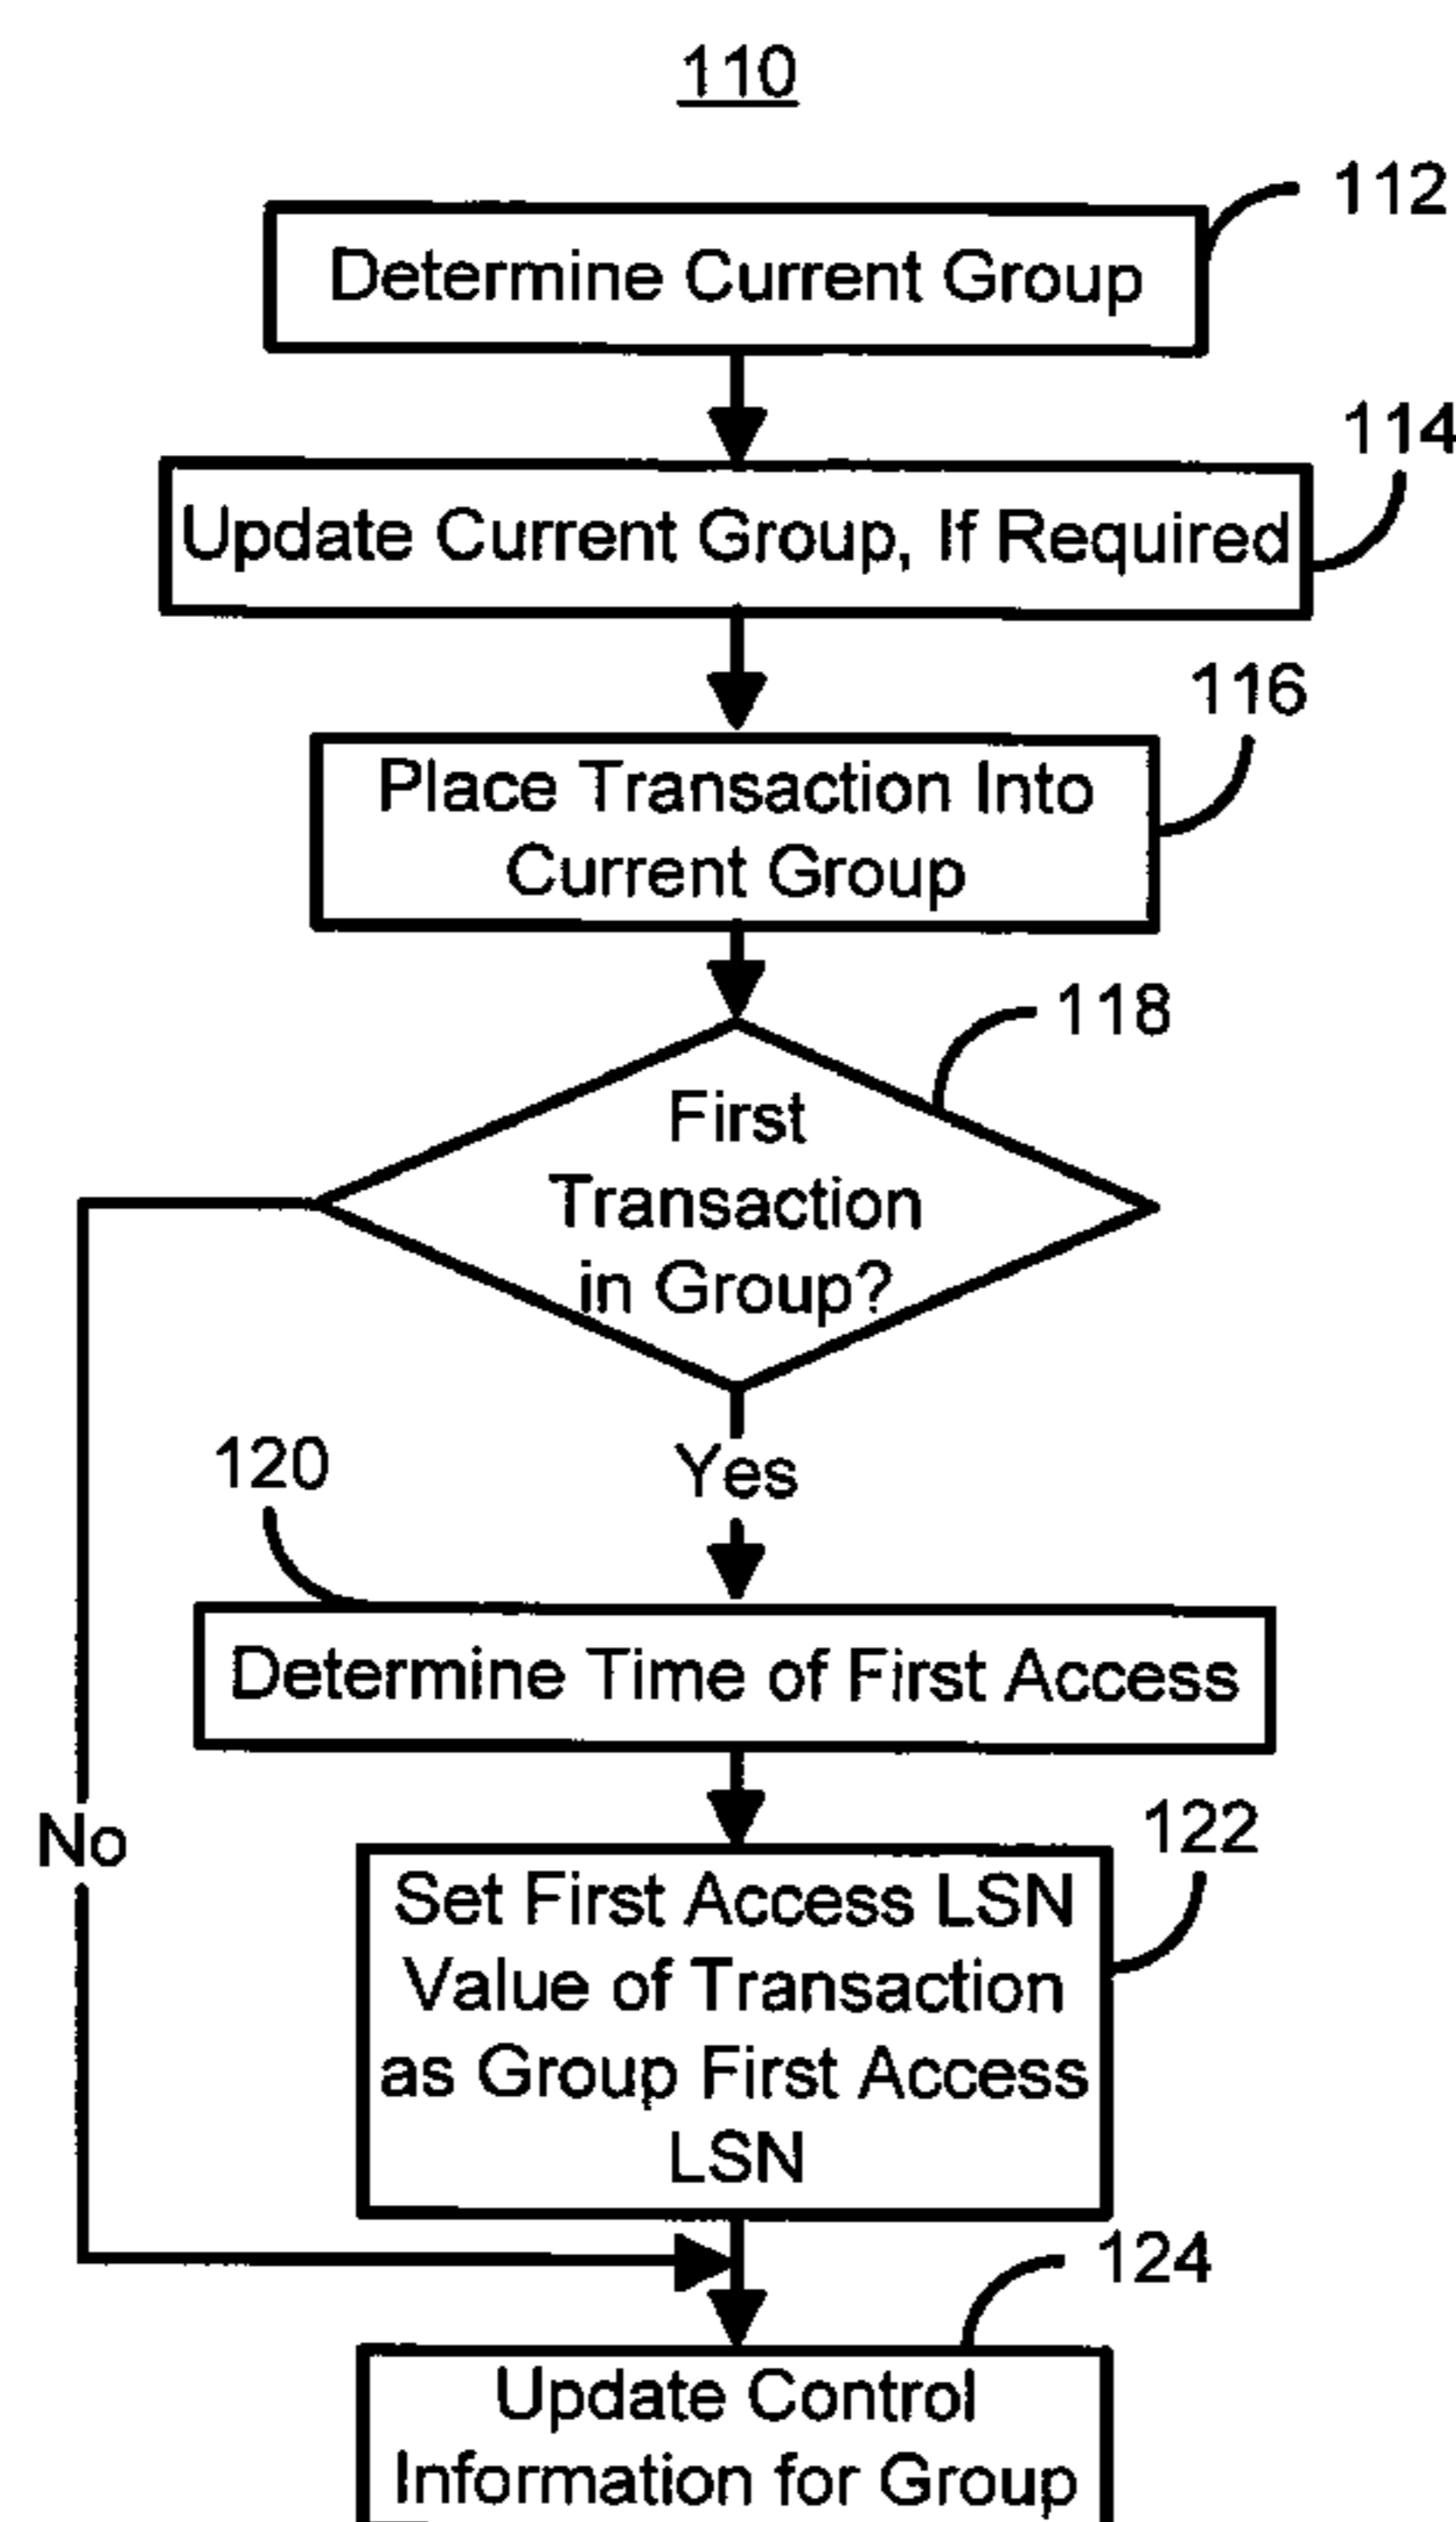 110
112
Determine Current Group
114
Update Current Group, If Required
116
Place Transaction Into
Current Group
118
First
Transaction
in Group?
120
Yes
Determine Time of First Access
No
122
Set First Access LSN
Value of Transaction
as Group First Access
LSN
124
Update Control
Information for Group